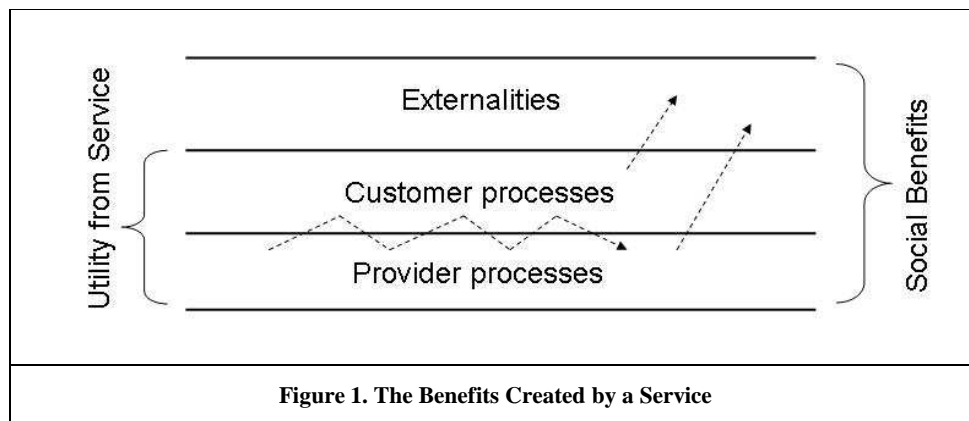 Utility from Service
Externalities
Customer processes
Provider processes
Social Benefits
Figure 1. The Benefits Created by a Service